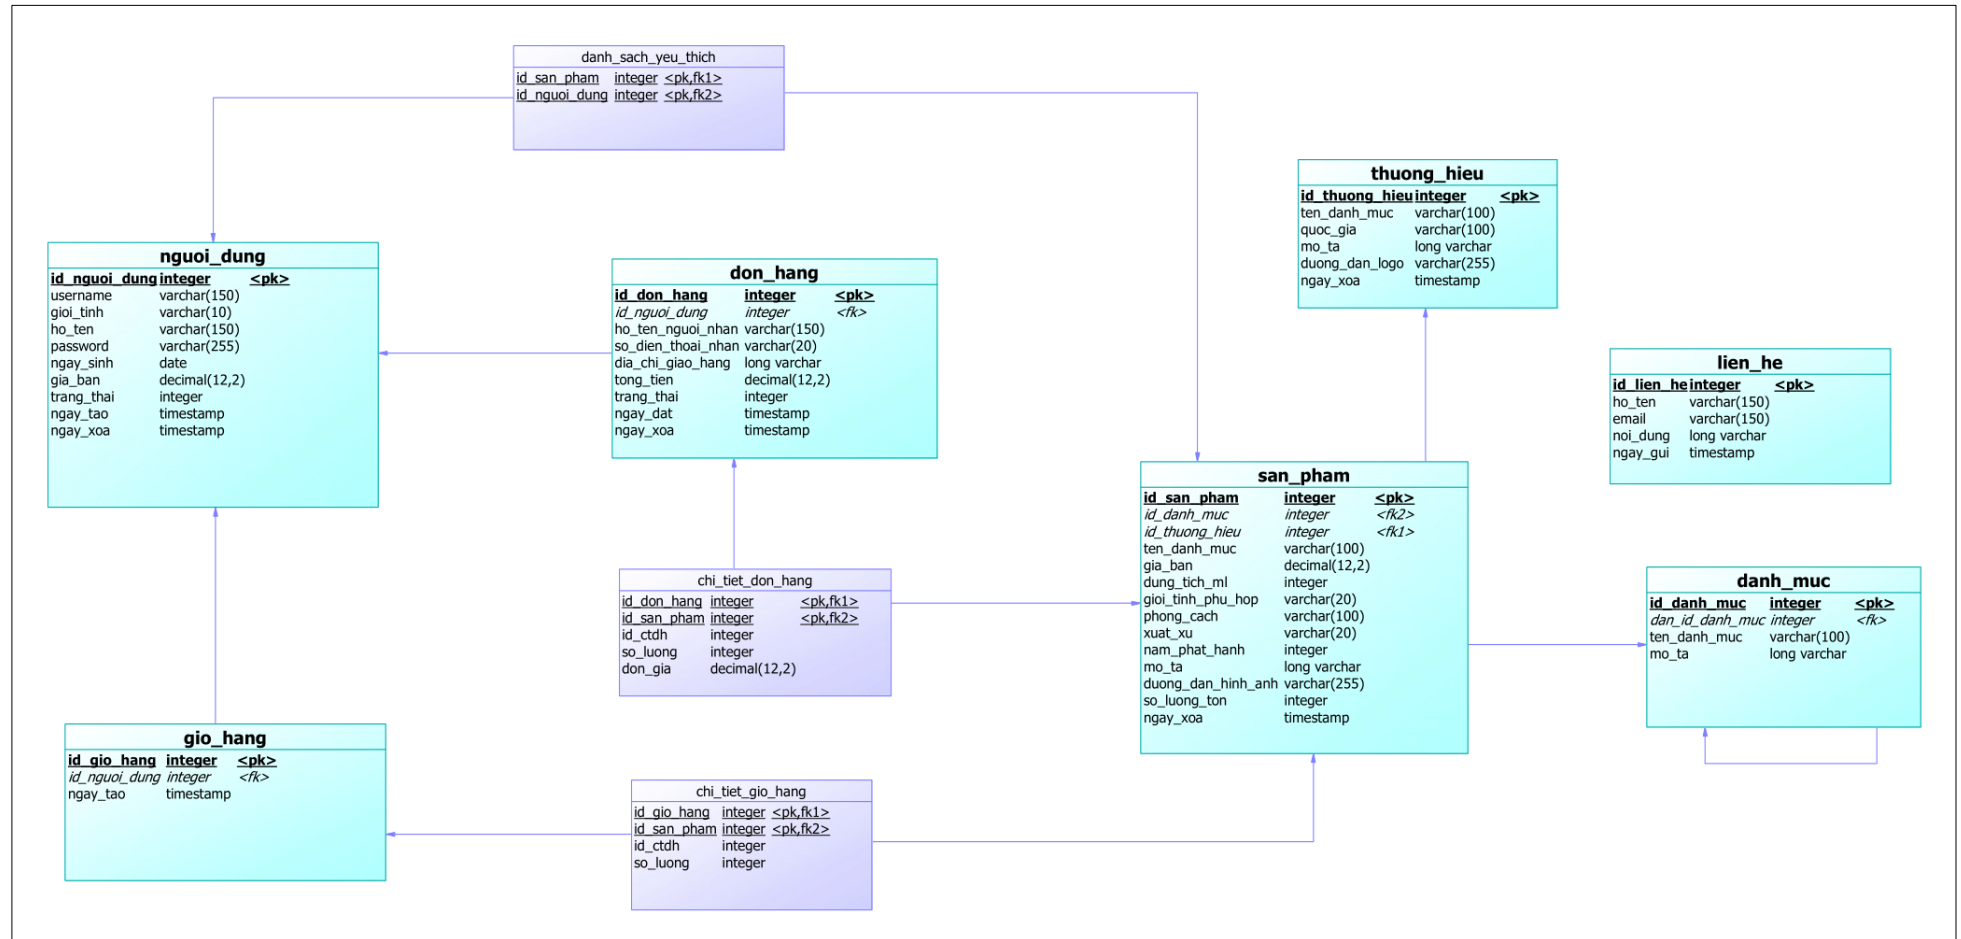 danh_sach_yeu_thich
id_san_pham integer <pk,fk1>
id_nguoi_dung integer <pk,fk2>
thuong_hieu
id_thuong_hieu integer <pk>
ten_danh_muc varchar(100)
quoc_gia varchar(100)
mo_ta long varchar
duong_dan_logo varchar(255)
ngay_xoa timestamp
nguoi_dung
id_nguoi_dung integer <pk>
username varchar(150)
gioi_tinh varchar(10)
ho_ten varchar(150)
password varchar(255)
ngay_sinh date
gia_ban decimal(12,2)
trang_thai integer
ngay_tao timestamp
ngay_xoa timestamp
don_hang
id_don_hang integer <pk>
id_nguoi_dung integer <fk>
ho_ten_nguoi_nhan varchar(150)
so_dien_thoai_nhan varchar(20)
dia_chi_giao_hang long varchar
tong_tien decimal(12,2)
trang_thai integer
ngay_dat timestamp
ngay_xoa timestamp
lien_he
id_lien_he integer <pk>
ho_ten varchar(150)
email varchar(150)
noi_dung long varchar
ngay_gui timestamp
san_pham
id_san_pham integer <pk>
id_danh_muc integer <fk2>
id_thuong_hieu integer <fk1>
ten_danh_muc varchar(100)
gia_ban decimal(12,2)
dung_tich_ml integer
gioi_tinh_phu_hop varchar(20)
phong_cach varchar(100)
xuat_xu varchar(20)
nam_phat_hanh integer
mo_ta long varchar
duong_dan_hinh_anh varchar(255)
so_luong_ton integer
ngay_xoa timestamp
chi_tiet_don_hang
id_don_hang integer <pk,fk1>
id_san_pham integer <pk,fk2>
id_ctdh integer
so_luong integer
don_gia decimal(12,2)
danh_muc
id_danh_muc integer <pk>
dan_id_danh_muc integer <fk>
ten_danh_muc varchar(100)
mo_ta long varchar
gio_hang
id_gio_hang integer <pk>
id_nguoi_dung integer <fk>
ngay_tao timestamp
chi_tiet_gio_hang
id_gio_hang integer <pk,fk1>
id_san_pham integer <pk,fk2>
id_ctdh integer
so_luong integer